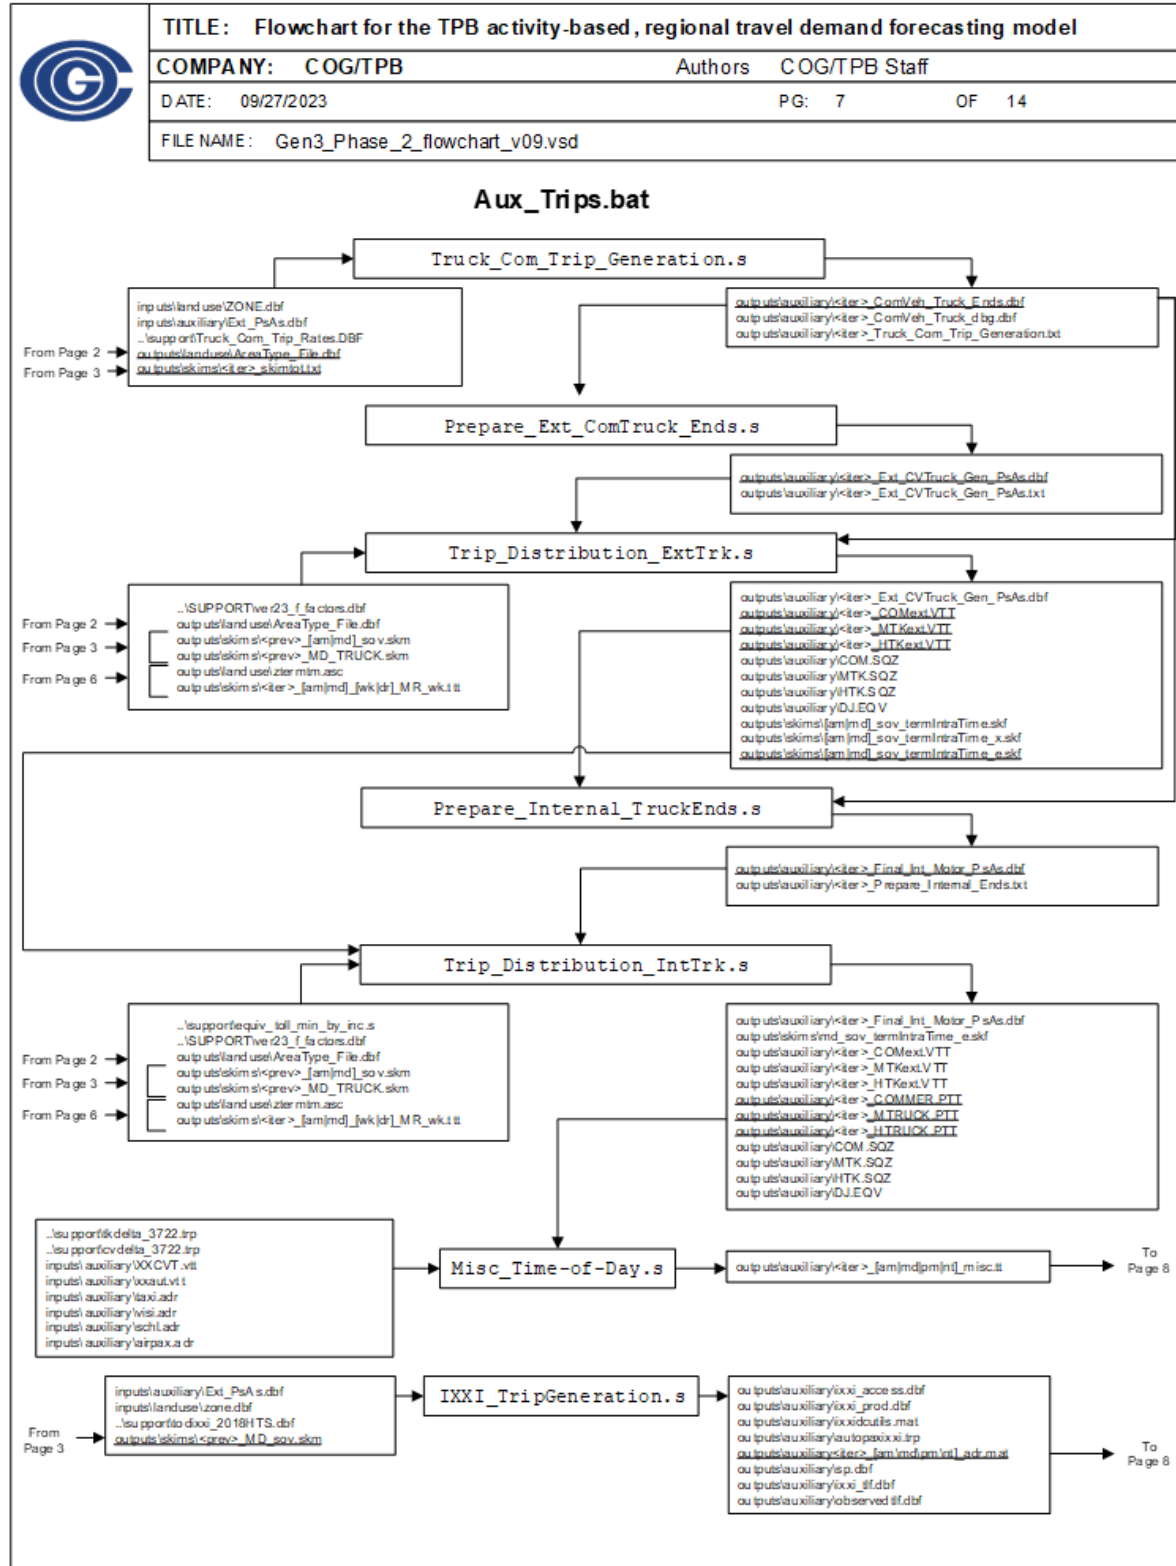 TITLE: Flowchart for the TPB activity-based, regional travel demand forecasting model
COMPANY: COG/TPB Authors COG/TPB Staff
DATE: 09/27/2023 PG: 7 OF 14
FILE NAME: Gen3_Phase_2_flowchart_v09.vsd
Aux_Trips.bat
Truck_Com_Trip_Generation.s
inputs\landuse\ZONE.dbf
inputs\auxiliary\Ext_PsAs.dbf
..\support\Truck_Com_Trip_Rates.DBF
From Page 2
outputs\landuse\AreaType_File.dbf
From Page 3
outputs\skims\<iter>_skimtot.txt
outputs\auxiliary\<iter>_ComVeh_Truck_Ends.dbf
outputs\auxiliary\<iter>_ComVeh_Truck_dbg.dbf
outputs\auxiliary\<iter>_Truck_Com_Trip_Generation.txt
Prepare_Ext_ComTruck_Ends.s
outputs\auxiliary\<iter>_Ext_CVTruck_Gen_PsAs.dbf
outputs\auxiliary\<iter>_Ext_CVTruck_Gen_PsAs.txt
Trip_Distribution_ExtTrk.s
..\SUPPORT\ver23_f_factors.dbf
From Page 2
outputs\landuse\AreaType_File.dbf
outputs\skims\<prev>_[am|md]_sov.skm
From Page 3
outputs\skims\<prev>_MD_TRUCK.skm
outputs\landuse\ztermtm.asc
From Page 6
outputs\skims\<iter>_[am|md]_[wk|dr]_MR_wk.ttt
outputs\auxiliary\<iter>_Ext_CVTruck_Gen_PsAs.dbf
outputs\auxiliary\<iter>_COMext.VTT
outputs\auxiliary\<iter>_MTKext.VTT
outputs\auxiliary\<iter>_HTKext.VTT
outputs\auxiliary\COM.SQZ
outputs\auxiliary\MTK.SQZ
outputs\auxiliary\HTK.SQZ
outputs\auxiliary\DJ.EQV
outputs\skims\[am|md]_sov_termIntraTime.skf
outputs\skims\[am|md]_sov_termIntraTime_x.skf
outputs\skims\[am|md]_sov_termIntraTime_e.skf
Prepare_Internal_TruckEnds.s
outputs\auxiliary\<iter>_Final_Int_Motor_PsAs.dbf
outputs\auxiliary\<iter>_Prepare_Internal_Ends.txt
Trip_Distribution_IntTrk.s
..\support\equiv_toll_min_by_inc.s
..\SUPPORT\ver23_f_factors.dbf
From Page 2
outputs\landuse\AreaType_File.dbf
outputs\skims\<prev>_[am|md]_sov.skm
From Page 3
outputs\skims\<prev>_MD_TRUCK.skm
outputs\landuse\ztermtm.asc
From Page 6
outputs\skims\<iter>_[am|md]_[wk|dr]_MR_wk.ttt
outputs\auxiliary\<iter>_Final_Int_Motor_PsAs.dbf
outputs\skims\md_sov_termIntraTime_e.skf
outputs\auxiliary\<iter>_COMext.VTT
outputs\auxiliary\<iter>_MTKext.VTT
outputs\auxiliary\<iter>_HTKext.VTT
outputs\auxiliary\<iter>_COMMER.PTT
outputs\auxiliary\<iter>_MTRUCK.PTT
outputs\auxiliary\<iter>_HTRUCK.PTT
outputs\auxiliary\COM.SQZ
outputs\auxiliary\MTK.SQZ
outputs\auxiliary\HTK.SQZ
outputs\auxiliary\DJ.EQV
..\support\tkdelta_3722.trp
..\support\cvdelta_3722.trp
inputs\auxiliary\XXCVT.vtt
inputs\auxiliary\xxaut.vtt
inputs\auxiliary\taxi.adr
inputs\auxiliary\visi.adr
inputs\auxiliary\schl.adr
inputs\auxiliary\airpax.adr
Misc_Time-of-Day.s
outputs\auxiliary\<iter>_[am|md|pm|nt]_misc.tt
To
Page 8
From
Page 3
inputs\auxiliary\Ext_PsAs.dbf
inputs\landuse\zone.dbf
..\support\todixxi_2018HTS.dbf
outputs\skims\<prev>_MD_sov.skm
IXXI_TripGeneration.s
outputs\auxiliary\ixxi_access.dbf
outputs\auxiliary\ixxi_prod.dbf
outputs\auxiliary\ixxidcutils.mat
outputs\auxiliary\autopaxixxi.trp
outputs\auxiliary<iter>_[am\md\pm\nt]_adr.mat
outputs\auxiliary\sp.dbf
outputs\auxiliary\ixxi_tlf.dbf
outputs\auxiliary\observedtlf.dbf
To
Page 8